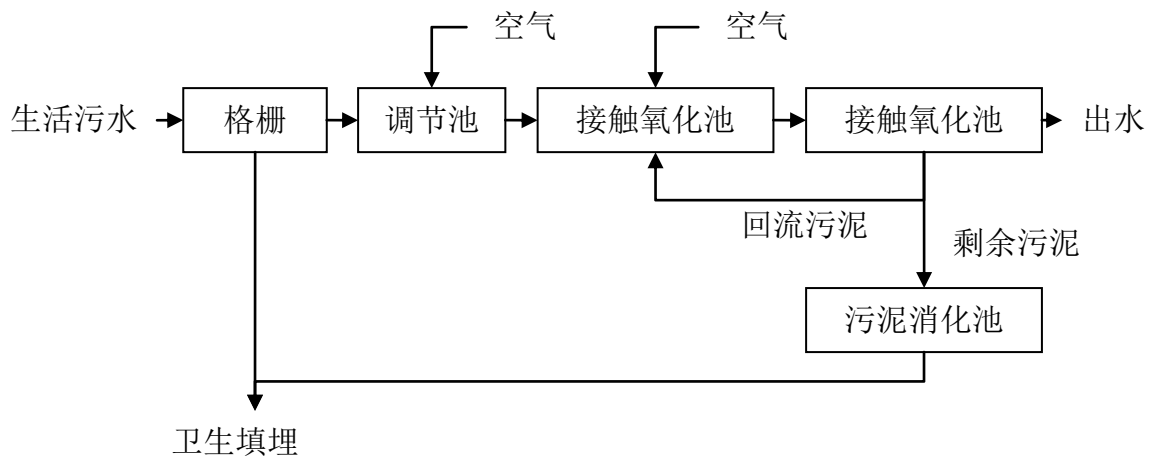 空气
空气
生活污水
格栅
调节池
接触氧化池
接触氧化池
出水
回流污泥
剩余污泥
污泥消化池
卫生填埋